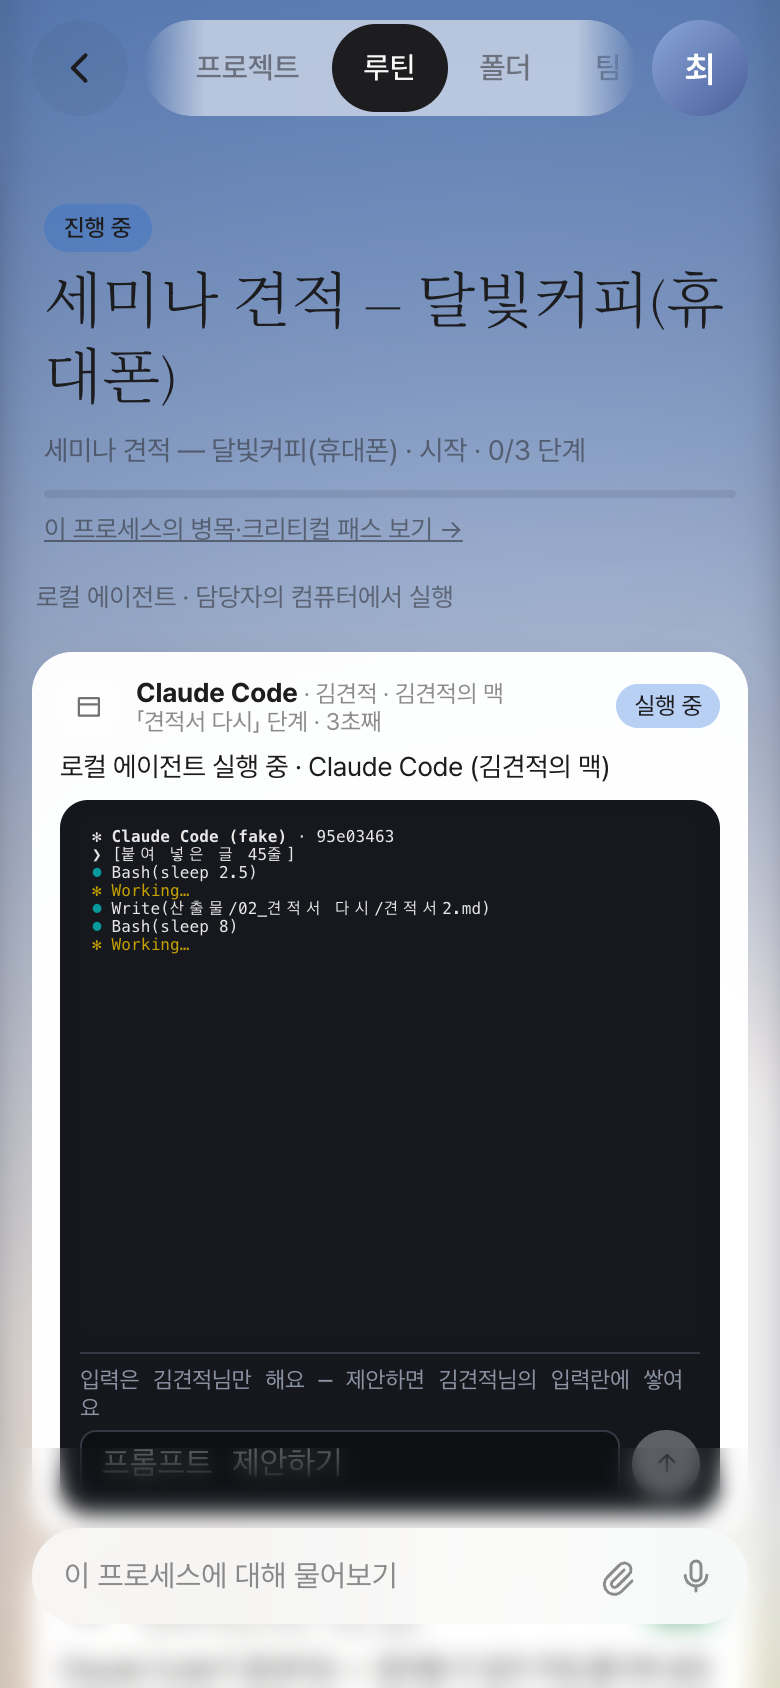 프로젝트 루틴 폴더 팀 최
진행 중
세미나 견적 — 달빛커피(휴
대폰)
세미나 견적 — 달빛커피(휴대폰) · 시작 · 0/3 단계
이 프로세스의 병목·크리티컬 패스 보기 →
로컬 에이전트 · 담당자의 컴퓨터에서 실행
Claude Code · 김견적 · 김견적의 맥
「견적서 다시」 단계 · 3초째
실행 중
로컬 에이전트 실행 중 · Claude Code (김견적의 맥)
✻ Claude Code (fake) · 95e03463
❯ [붙여 넣은 글 45줄]
● Bash(sleep 2.5)
✻ Working…
● Write(산출물/02_견적서 다시/견적서2.md)
● Bash(sleep 8)
✻ Working…
입력은 김견적님만 해요 — 제안하면 김견적님의 입력란에 쌓여
요
프롬프트 제안하기
이 프로세스에 대해 물어보기